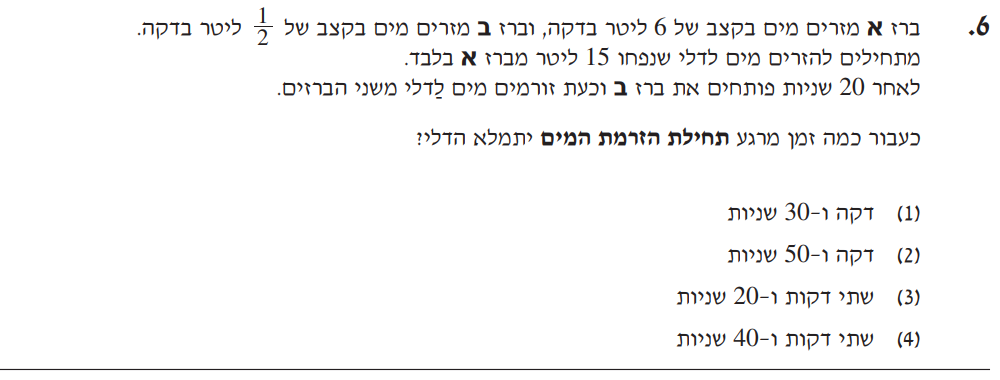 6. ברז א מזרים מים בקצב של 6 ליטר בדקה, וברז ב מזרים מים בקצב של 1/2 ליטר בדקה.
מתחילים להזרים מים לדלי שנפחו 15 ליטר מברז א בלבד.
לאחר 20 שניות פותחים את ברז ב וכעת זורמים מים לַדלי משני הברזים.
כעבור כמה זמן מרגע תחילת הזרמת המים יתמלא הדלי?
(1) דקה ו-30 שניות
(2) דקה ו-50 שניות
(3) שתי דקות ו-20 שניות
(4) שתי דקות ו-40 שניות